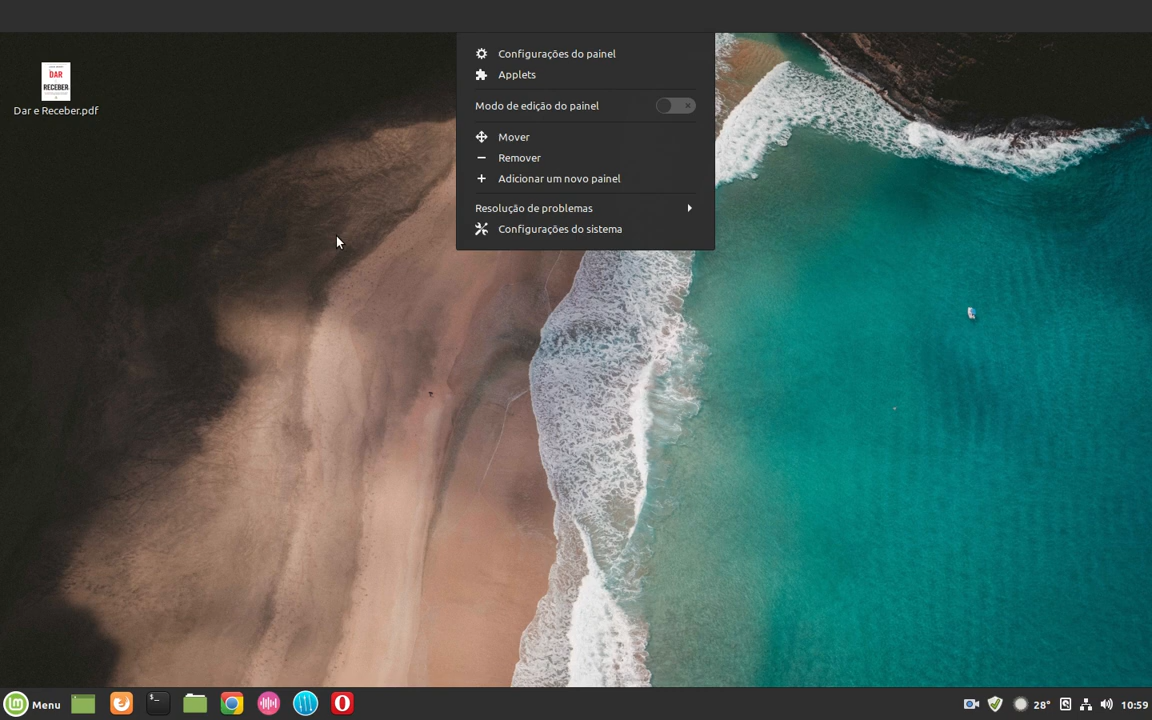 Configurações do painel
Applets
Modo de edição do painel
Mover
Remover
Adicionar um novo painel
Resolução de problemas
Configurações do sistema
DAR
RECEBER
Dar e Receber.pdf
Menu
28°
10:59